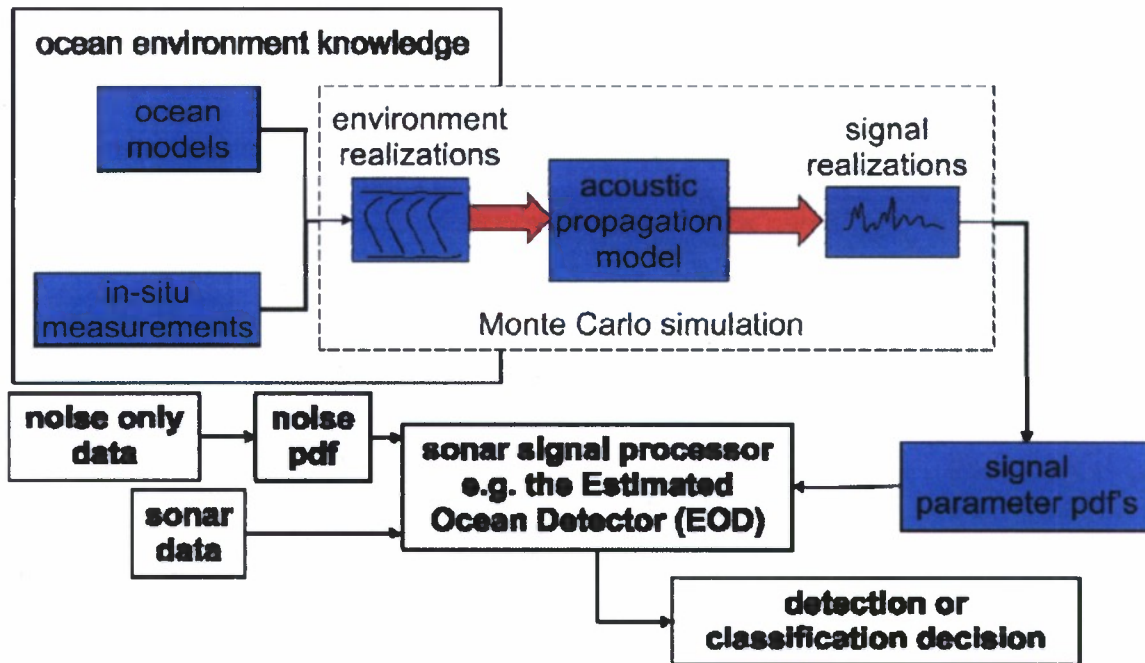 ocean environment knowledge
ocean
models
environment
realizations
signal
realizations
acoustic
propagation
model
in-situ
measurements
Monte Carlo simulation
noise only
data
noise
pdf
sonar signal processor
e.g. the Estimated
Ocean Detector (EOD)
signal
parameter pdf's
sonar
data
detection or
classification decision